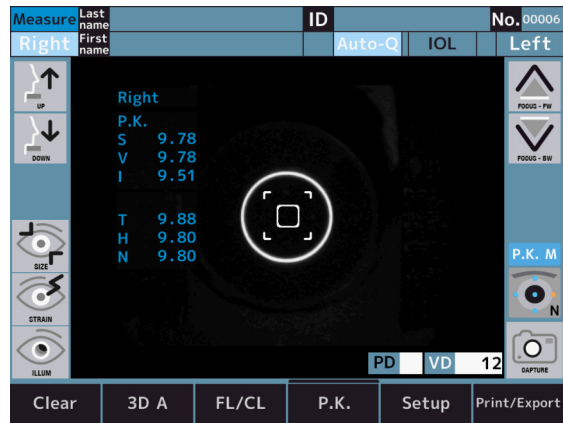 Measure Last name ID No. 00006
Right First name Auto-Q IOL Left
UP
DOWN
SIZE
STRAIN
ILLUM
Right
P.K.
S 9.78
V 9.78
I 9.51
T 9.88
H 9.80
N 9.80
FOCUS - FW
FOCUS - BW
P.K. M
N
CAPTURE
PD VD 12
Clear 3D A FL/CL P.K. Setup Print/Export